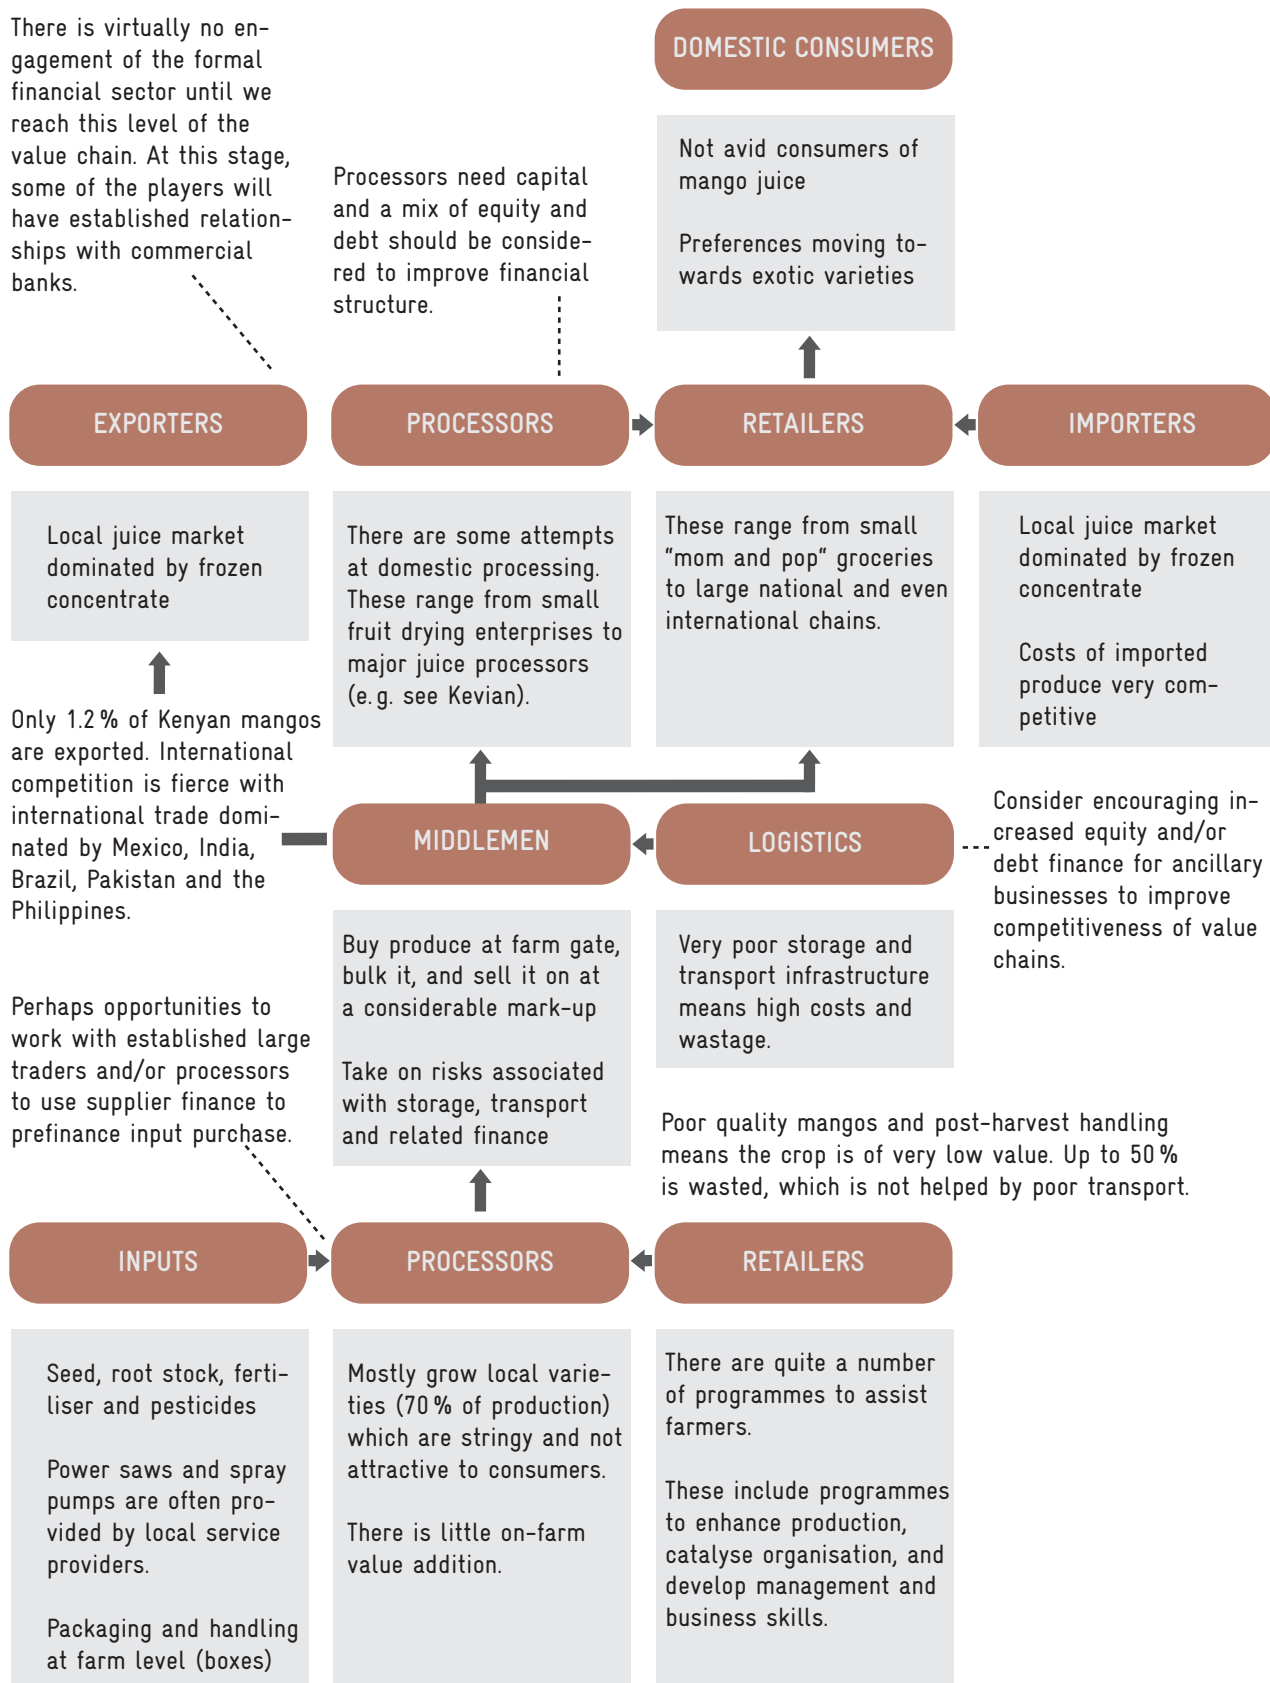 There is virtually no en-
gagement of the formal
financial sector until we
reach this level of the
value chain. At this stage,
some of the players will
have established relation-
ships with commercial
banks.
Processors need capital
and a mix of equity and
debt should be conside-
red to improve financial
structure.
DOMESTIC CONSUMERS
Not avid consumers of
mango juice
Preferences moving to-
wards exotic varieties
EXPORTERS
PROCESSORS
RETAILERS
IMPORTERS
Local juice market
dominated by frozen
concentrate
There are some attempts
at domestic processing.
These range from small
fruit drying enterprises to
major juice processors
(e. g. see Kevian).
These range from small
“mom and pop“ groceries
to large national and even
international chains.
Local juice market
dominated by frozen
concentrate
Costs of imported
produce very com-
petitive
Only 1.2 % of Kenyan mangos
are exported. International
competition is fierce with
international trade domi-
nated by Mexico, India,
Brazil, Pakistan and the
Philippines.
MIDDLEMEN
LOGISTICS
Consider encouraging in-
creased equity and/or
debt finance for ancillary
businesses to improve
competitiveness of value
chains.
Buy produce at farm gate,
bulk it, and sell it on at
a considerable mark-up
Take on risks associated
with storage, transport
and related finance
Very poor storage and
transport infrastructure
means high costs and
wastage.
Perhaps opportunities to
work with established large
traders and/or processors
to use supplier finance to
prefinance input purchase.
Poor quality mangos and post-harvest handling
means the crop is of very low value. Up to 50 %
is wasted, which is not helped by poor transport.
INPUTS
PROCESSORS
RETAILERS
Seed, root stock, ferti-
liser and pesticides
Power saws and spray
pumps are often pro-
vided by local service
providers.
Packaging and handling
at farm level (boxes)
Mostly grow local varie-
ties (70 % of production)
which are stringy and not
attractive to consumers.
There is little on-farm
value addition.
There are quite a number
of programmes to assist
farmers.
These include programmes
to enhance production,
catalyse organisation, and
develop management and
business skills.